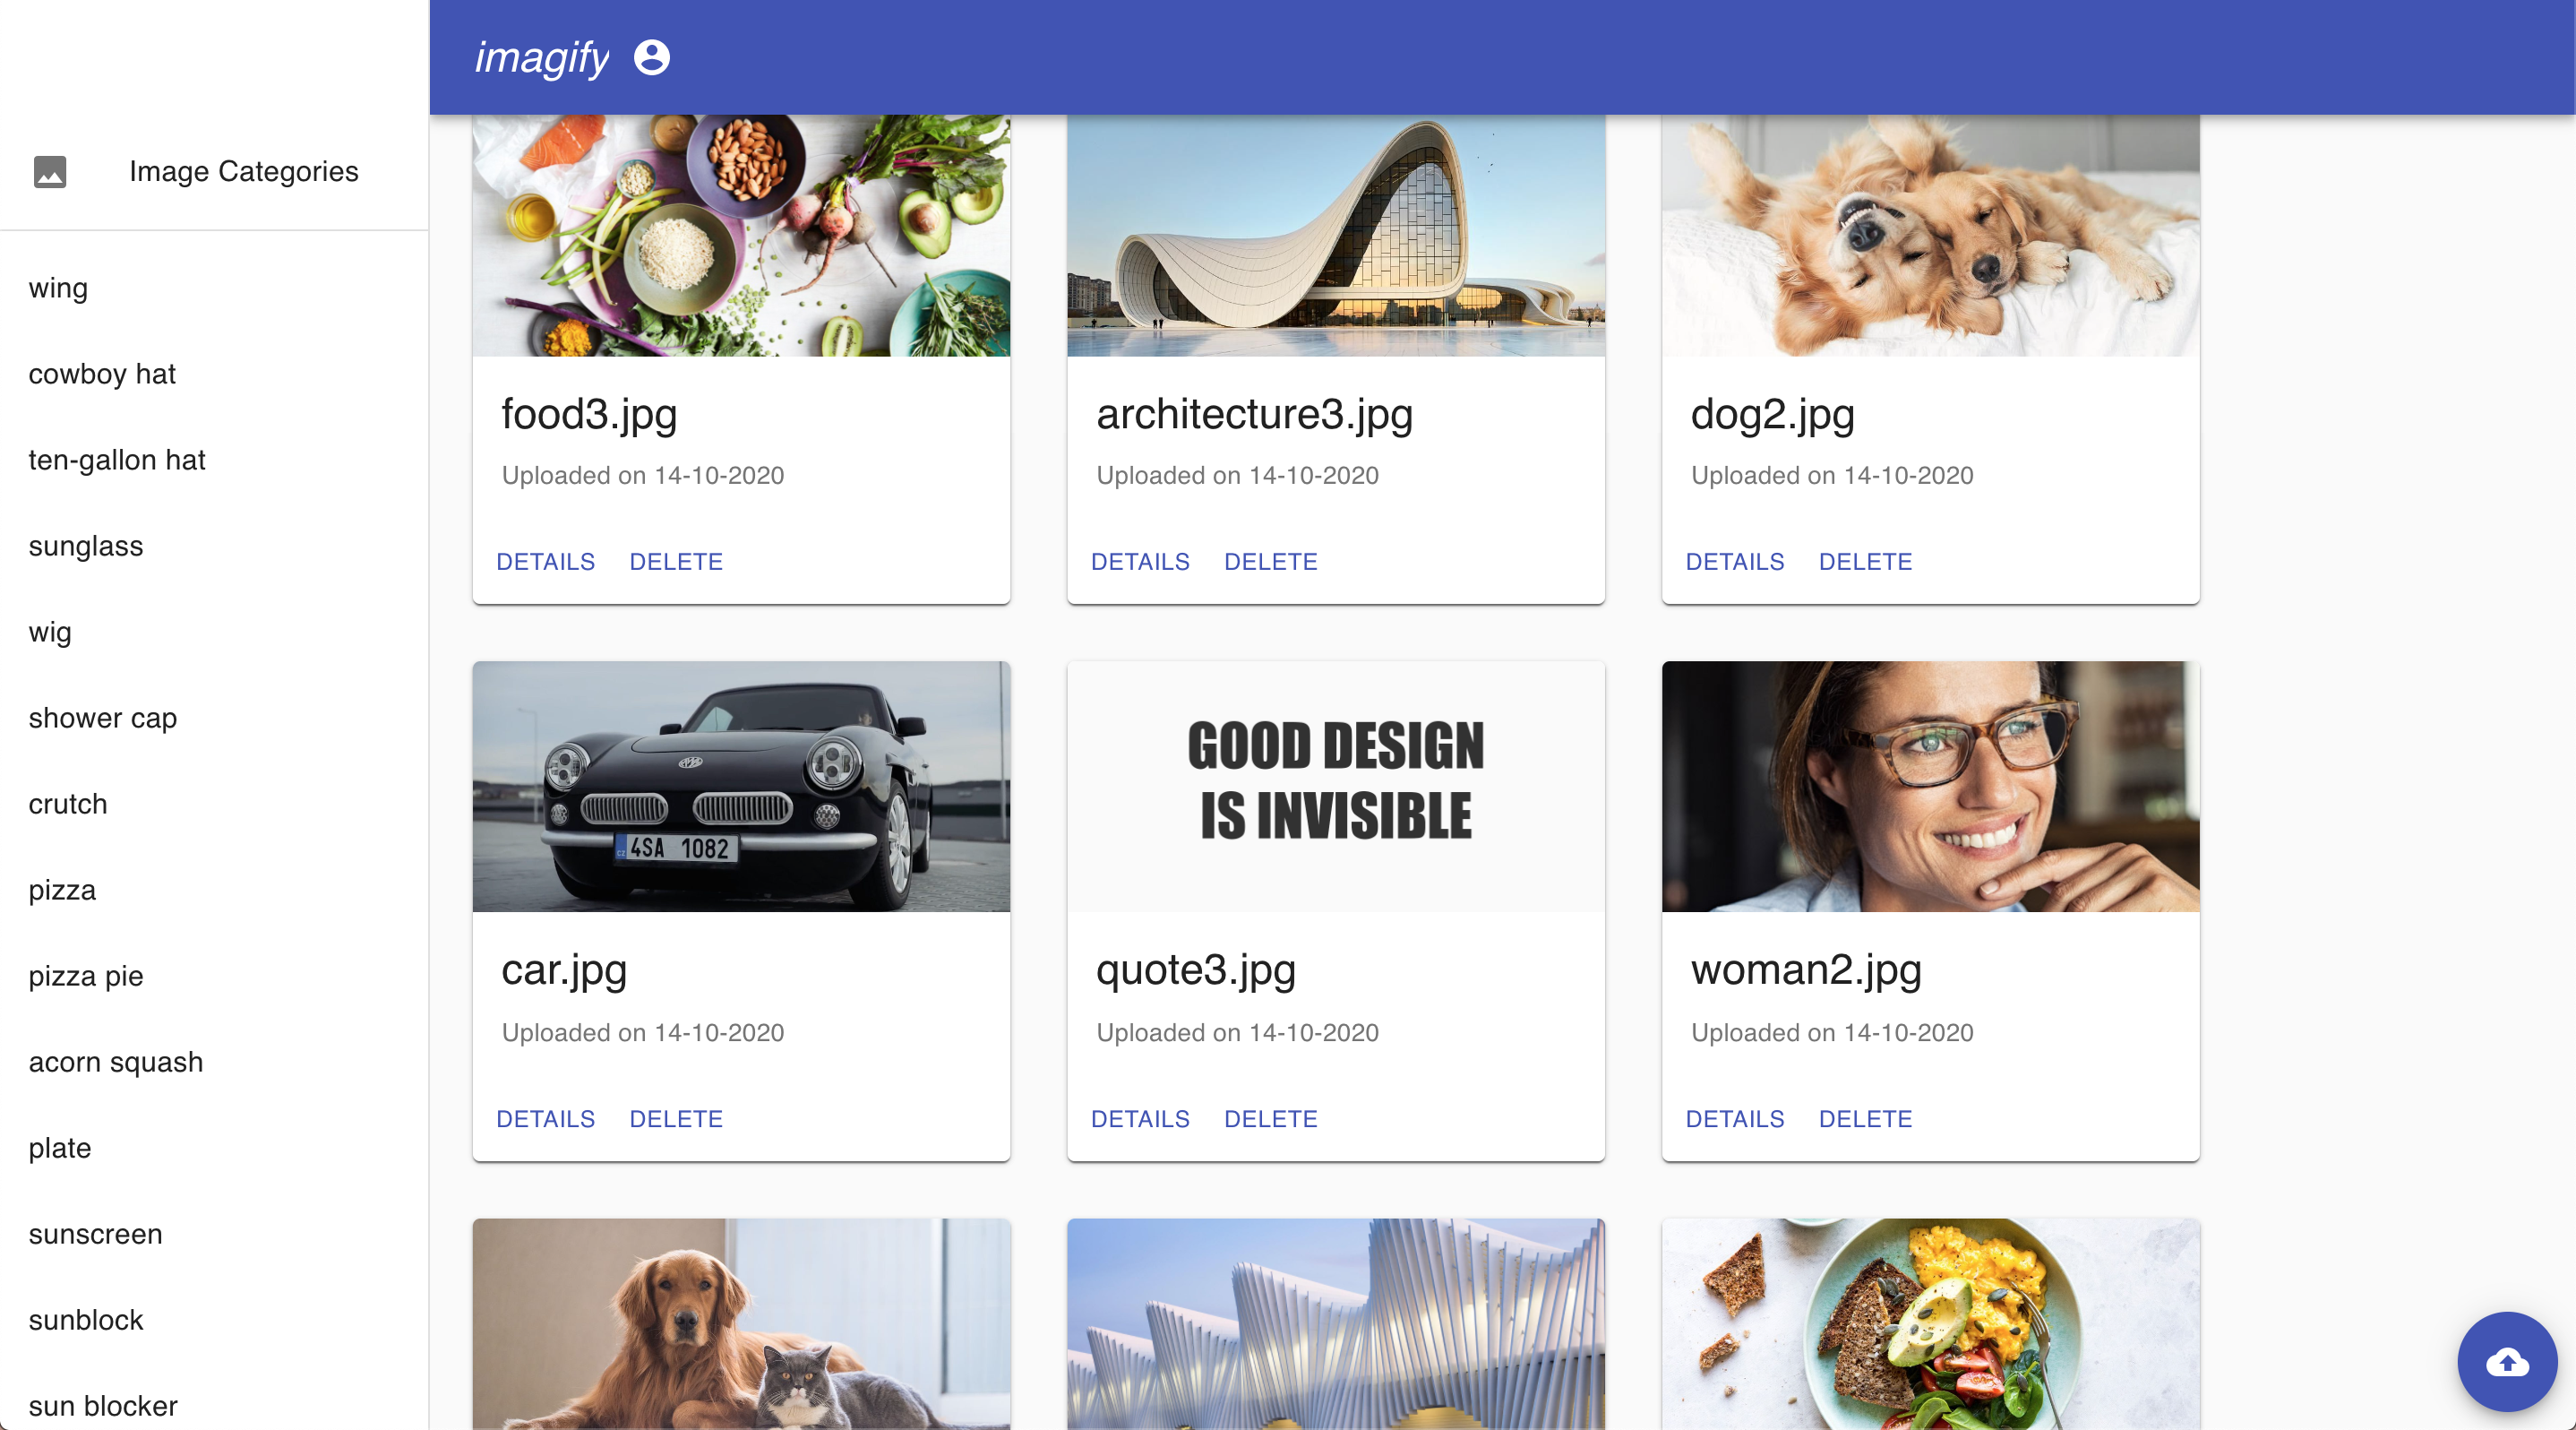 imagify
Image Categories
wing
cowboy hat
ten-gallon hat
sunglass
wig
shower cap
crutch
pizza
pizza pie
acorn squash
plate
sunscreen
sunblock
sun blocker
food3.jpg
Uploaded on 14-10-2020
DETAILS DELETE
architecture3.jpg
Uploaded on 14-10-2020
DETAILS DELETE
dog2.jpg
Uploaded on 14-10-2020
DETAILS DELETE
CZ 4SA 1082
car.jpg
Uploaded on 14-10-2020
DETAILS DELETE
GOOD DESIGN
IS INVISIBLE
quote3.jpg
Uploaded on 14-10-2020
DETAILS DELETE
woman2.jpg
Uploaded on 14-10-2020
DETAILS DELETE